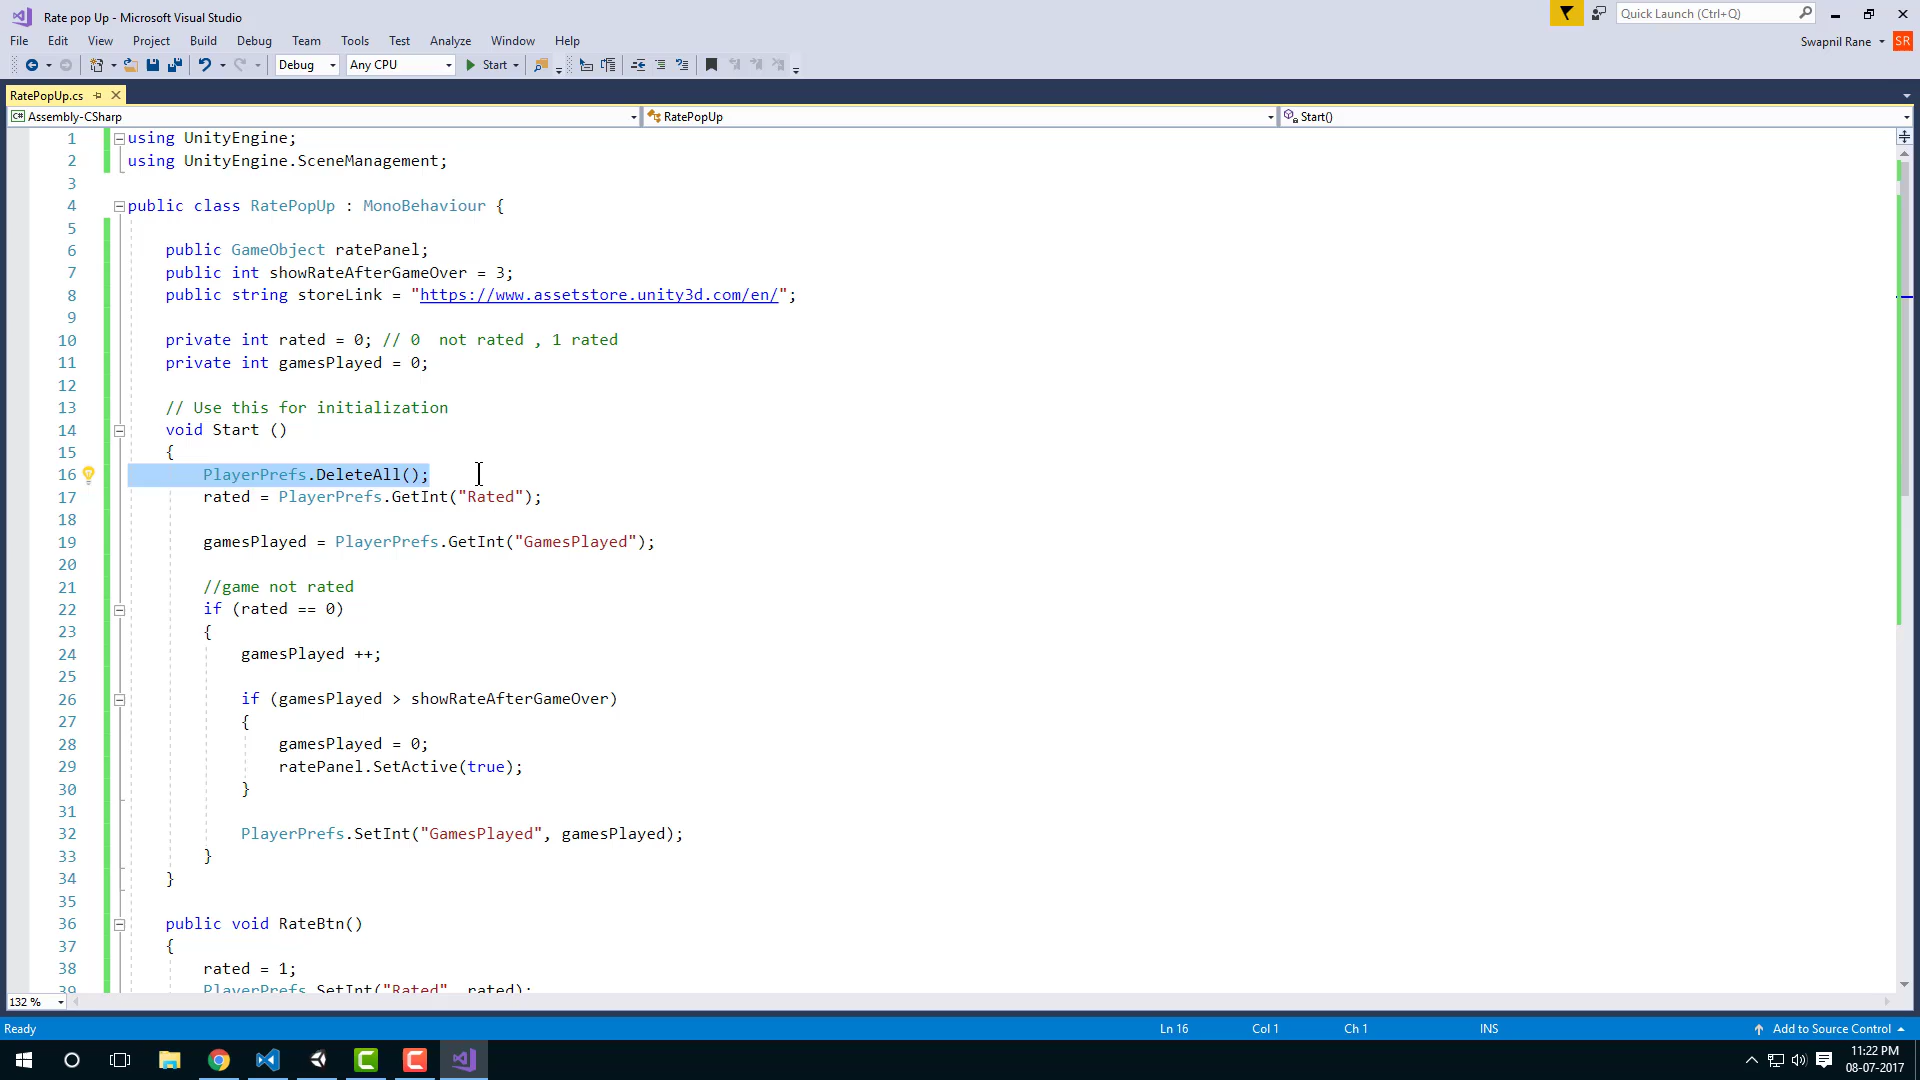 Rate pop Up - Microsoft Visual Studio
Quick Launch (Ctrl+Q)
File Edit View Project Build Debug Team Tools Test Analyze Window Help
Swapnil Rane SR
Debug Any CPU Start
RatePopUp.cs
C# Assembly-CSharp RatePopUp Start()
1 using UnityEngine;
2 using UnityEngine.SceneManagement;
3
4 public class RatePopUp : MonoBehaviour {
5
6 public GameObject ratePanel;
7 public int showRateAfterGameOver = 3;
8 public string storeLink = "https://www.assetstore.unity3d.com/en/";
9
10 private int rated = 0; // 0  not rated , 1 rated
11 private int gamesPlayed = 0;
12
13 // Use this for initialization
14 void Start ()
15 {
16 PlayerPrefs.DeleteAll();
17 rated = PlayerPrefs.GetInt("Rated");
18
19 gamesPlayed = PlayerPrefs.GetInt("GamesPlayed");
20
21 //game not rated
22 if (rated == 0)
23 {
24 gamesPlayed ++;
25
26 if (gamesPlayed > showRateAfterGameOver)
27 {
28 gamesPlayed = 0;
29 ratePanel.SetActive(true);
30 }
31
32 PlayerPrefs.SetInt("GamesPlayed", gamesPlayed);
33 }
34 }
35
36 public void RateBtn()
37 {
38 rated = 1;
39 PlayerPrefs.SetInt("Rated", rated);
132 %
Ready Ln 16 Col 1 Ch 1 INS Add to Source Control
11:22 PM
08-07-2017